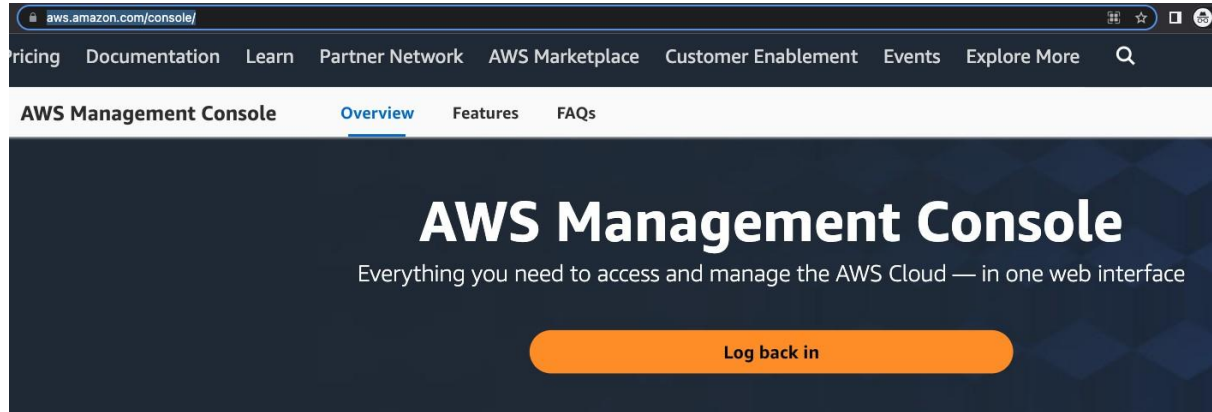 aws.amazon.com/console/
Pricing Documentation Learn Partner Network AWS Marketplace Customer Enablement Events Explore More
AWS Management Console Overview Features FAQs
AWS Management Console
Everything you need to access and manage the AWS Cloud — in one web interface
Log back in